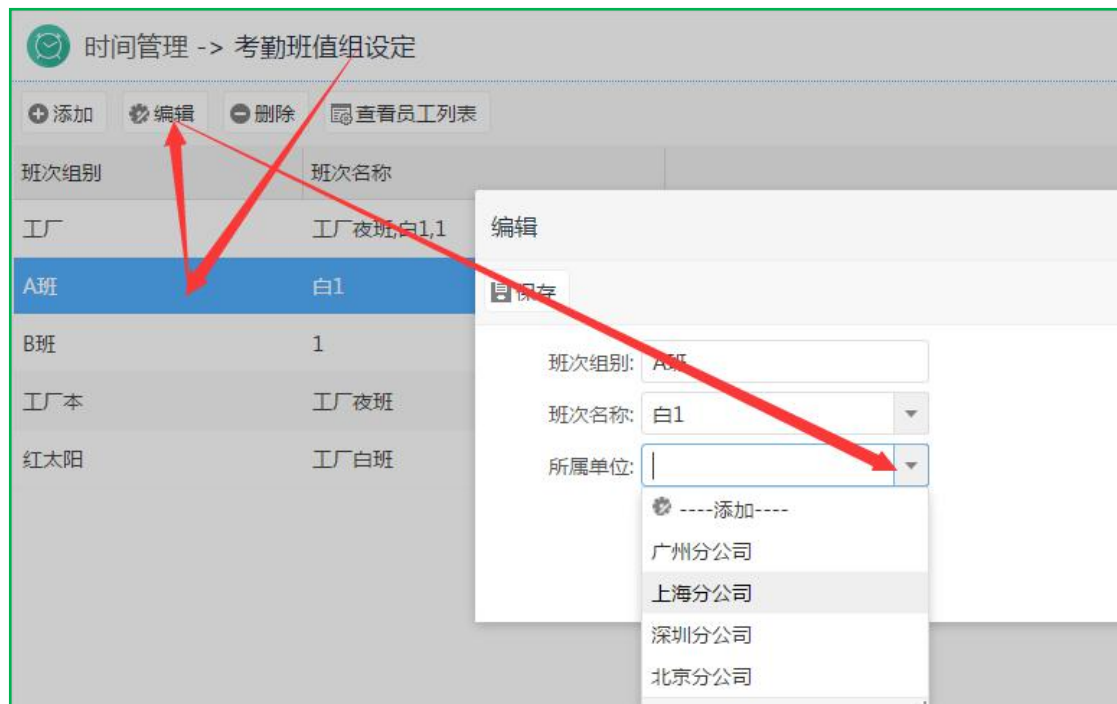 时间管理 -> 考勤班值组设定
添加 编辑 删除 查看员工列表
班次组别 班次名称
工厂 工厂夜班,白1,1
A班 白1
B班 1
工厂本 工厂夜班
红太阳 工厂白班
编辑
保存
班次组别: A班
班次名称: 白1
所属单位:
----添加----
广州分公司
上海分公司
深圳分公司
北京分公司